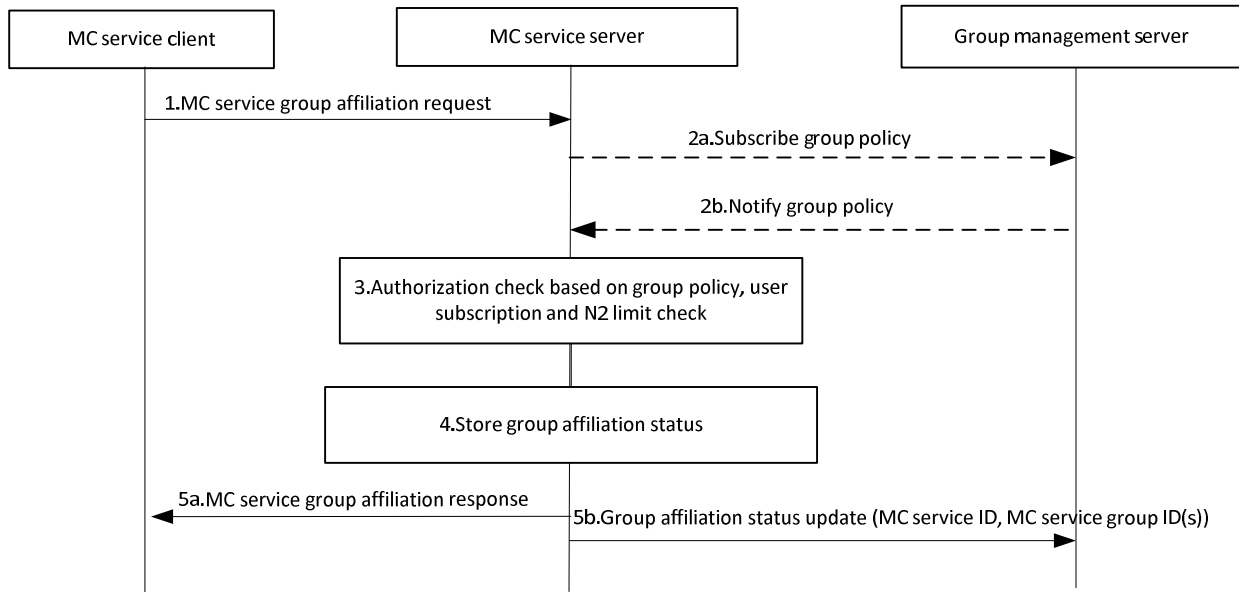 MC service client
MC service server
Group management server
1.MC service group affiliation request
2a.Subscribe group policy
2b.Notify group policy
3.Authorization check based on group policy, user
subscription and N2 limit check
4.Store group affiliation status
5a.MC service group affiliation response
5b.Group affiliation status update (MC service ID, MC service group ID(s))